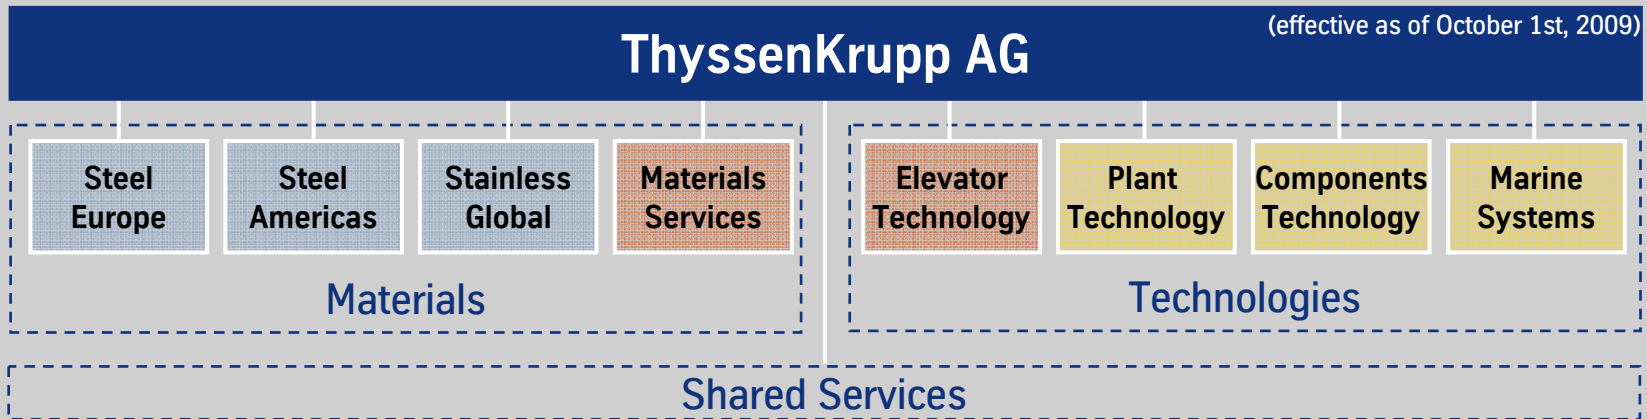 (effective as of October 1st, 2009)
ThyssenKrupp AG
Steel
Europe
Steel
Americas
Stainless
Global
Materials
Services
Elevator
Technology
Plant
Technology
Components
Technology
Marine
Systems
Materials
Technologies
Shared Services